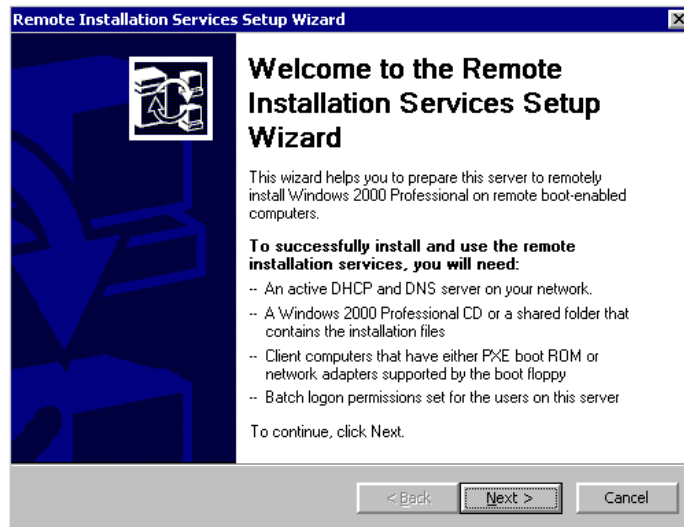 Remote Installation Services Setup Wizard
Welcome to the Remote
Installation Services Setup
Wizard
This wizard helps you to prepare this server to remotely
install Windows 2000 Professional on remote boot-enabled
computers.
To successfully install and use the remote
installation services, you will need:
-- An active DHCP and DNS server on your network.
-- A Windows 2000 Professional CD or a shared folder that
contains the installation files
-- Client computers that have either PXE boot ROM or
network adapters supported by the boot floppy
-- Batch logon permissions set for the users on this server
To continue, click Next.
< Back
Next >
Cancel